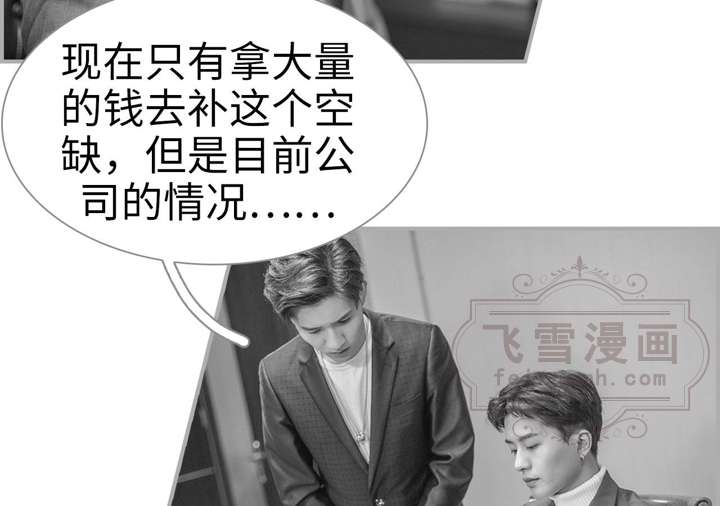 现在只有拿大量
的钱去补这个空
缺，但是目前公
司的情况……
飞雪漫画